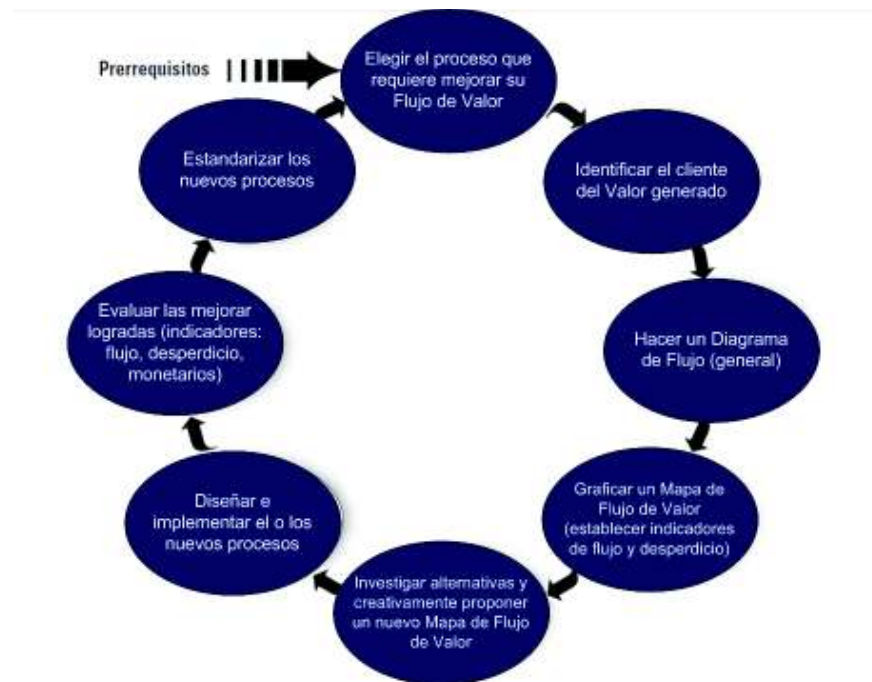 Prerrequisitos
Elegir el proceso que
requiere mejorar su
Flujo de Valor
Identificar el cliente
del Valor generado
Hacer un Diagrama
de Flujo (general)
Graficar un Mapa de
Flujo de Valor
(establecer indicadores
de flujo y desperdicio)
Investigar alternativas y
creativamente proponer
un nuevo Mapa de Flujo
de Valor
Diseñar e
implementar el o los
nuevos procesos
Evaluar las mejorar
logradas (indicadores:
flujo, desperdicio,
monetarios)
Estandarizar los
nuevos procesos